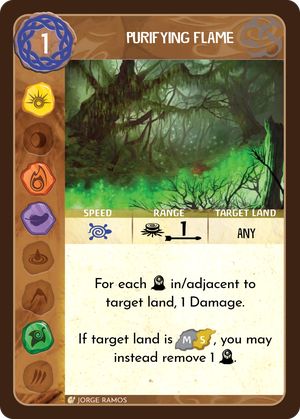 1
PURIFYING FLAME
SPEED
RANGE
TARGET LAND
1
ANY
For each in/adjacent to
target land, 1 Damage.
If target land is M S, you may
instead remove 1 .
JORGE RAMOS